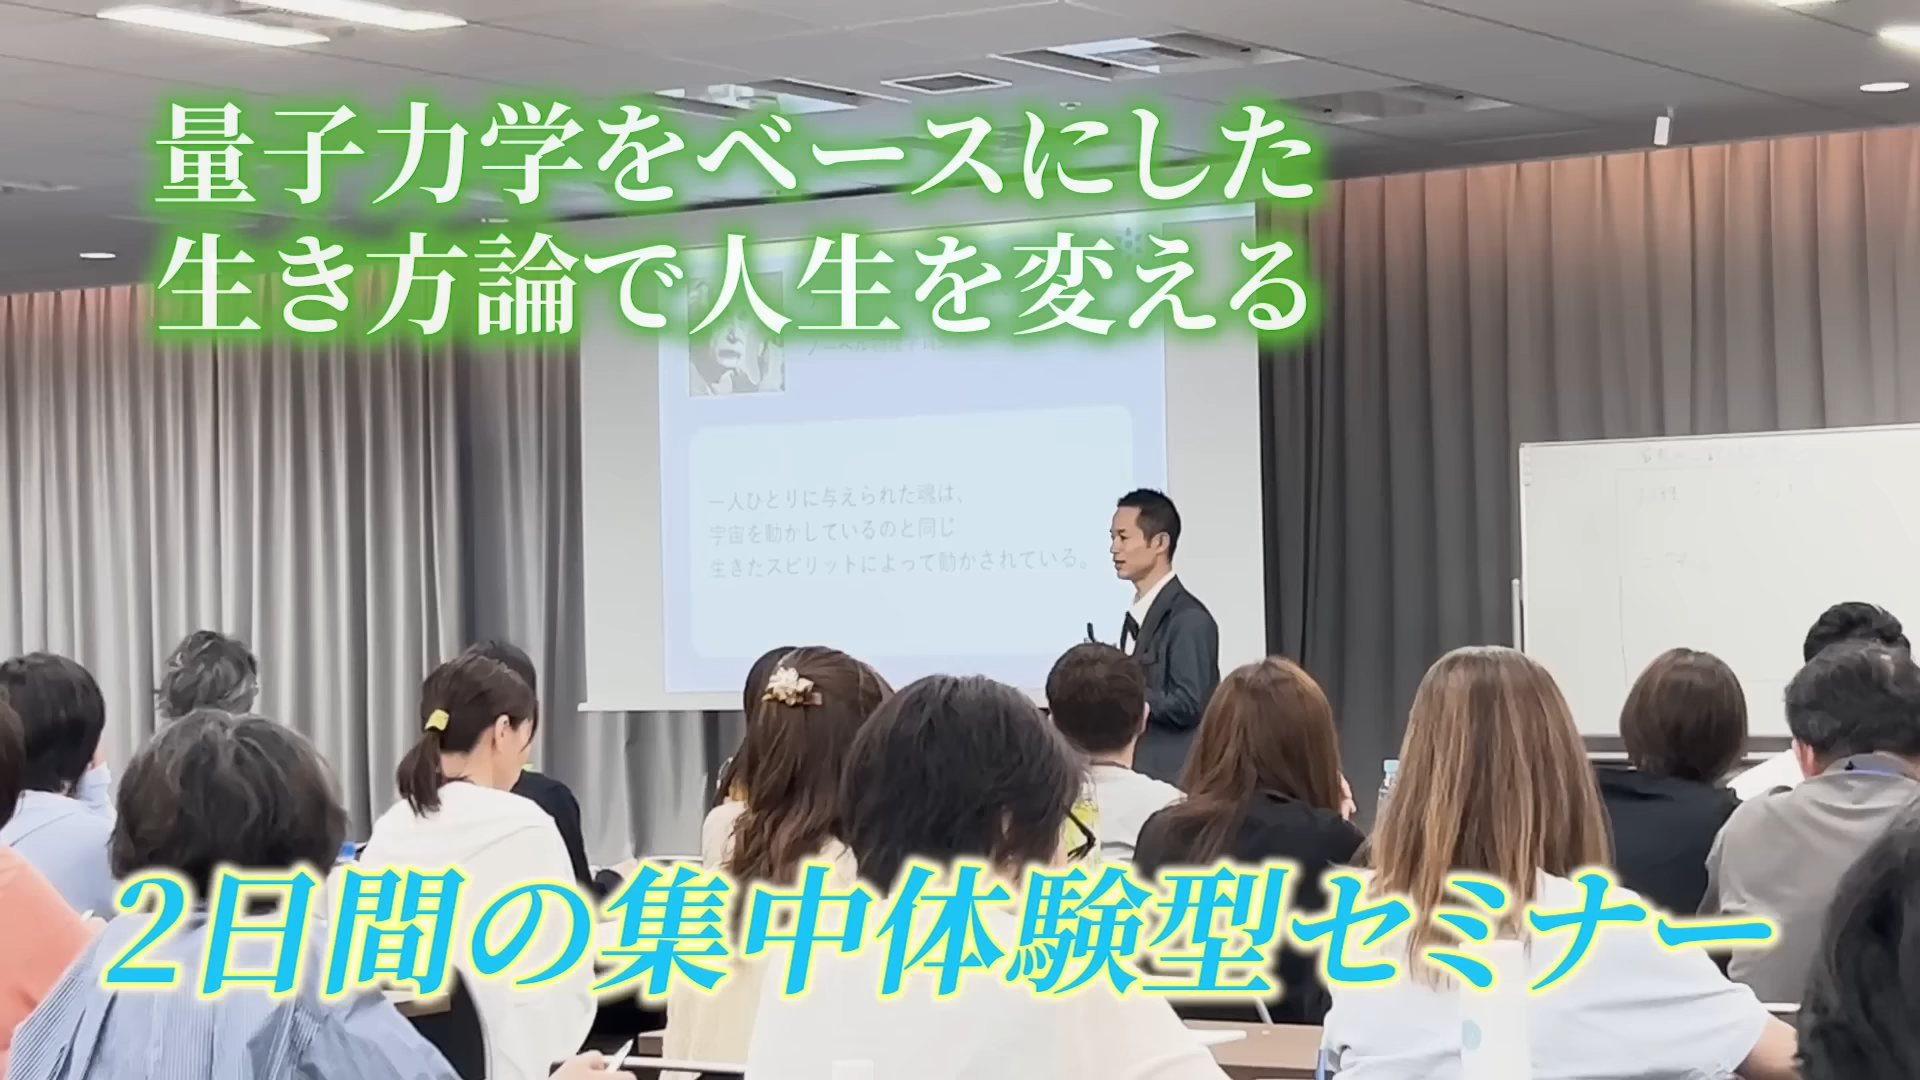 量子力学をベースにした
生き方論で人生を変える
一人ひとりに与えられた魂は、
宇宙を動かしているのと同じ
生きたスピリットによって動かされている。
2日間の集中体験型セミナー